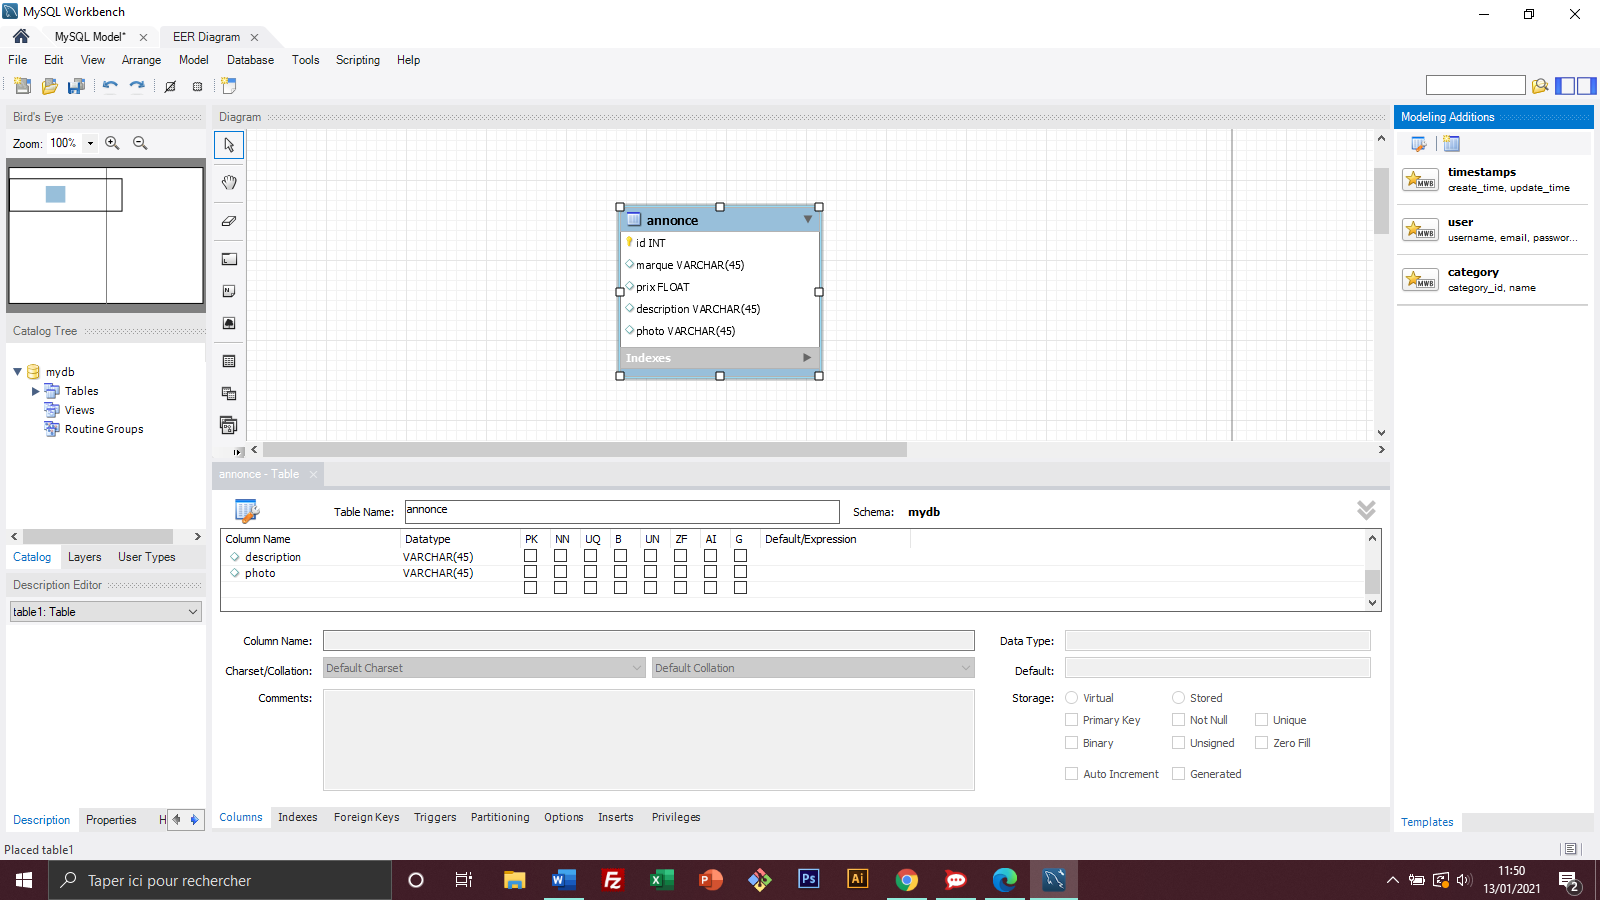 MySQL Workbench
MySQL Model*
EER Diagram
File Edit View Arrange Model Database Tools Scripting Help
Bird's Eye
Zoom: 100%
Catalog Tree
mydb
Tables
Views
Routine Groups
Catalog Layers User Types
Description Editor
table1: Table
Description Properties H
Diagram
annonce
id INT
marque VARCHAR(45)
prix FLOAT
description VARCHAR(45)
photo VARCHAR(45)
Indexes
annonce - Table
Table Name: annonce Schema: mydb
Column Name Datatype PK NN UQ B UN ZF AI G Default/Expression
description VARCHAR(45)
photo VARCHAR(45)
Column Name: Data Type:
Charset/Collation: Default Charset Default Collation Default:
Comments: Storage: Virtual Stored
Primary Key Not Null Unique
Binary Unsigned Zero Fill
Auto Increment Generated
Columns Indexes Foreign Keys Triggers Partitioning Options Inserts Privileges
Modeling Additions
timestamps
create_time, update_time
user
username, email, passwor...
category
category_id, name
Templates
Placed table1
Taper ici pour rechercher
11:50
13/01/2021
2